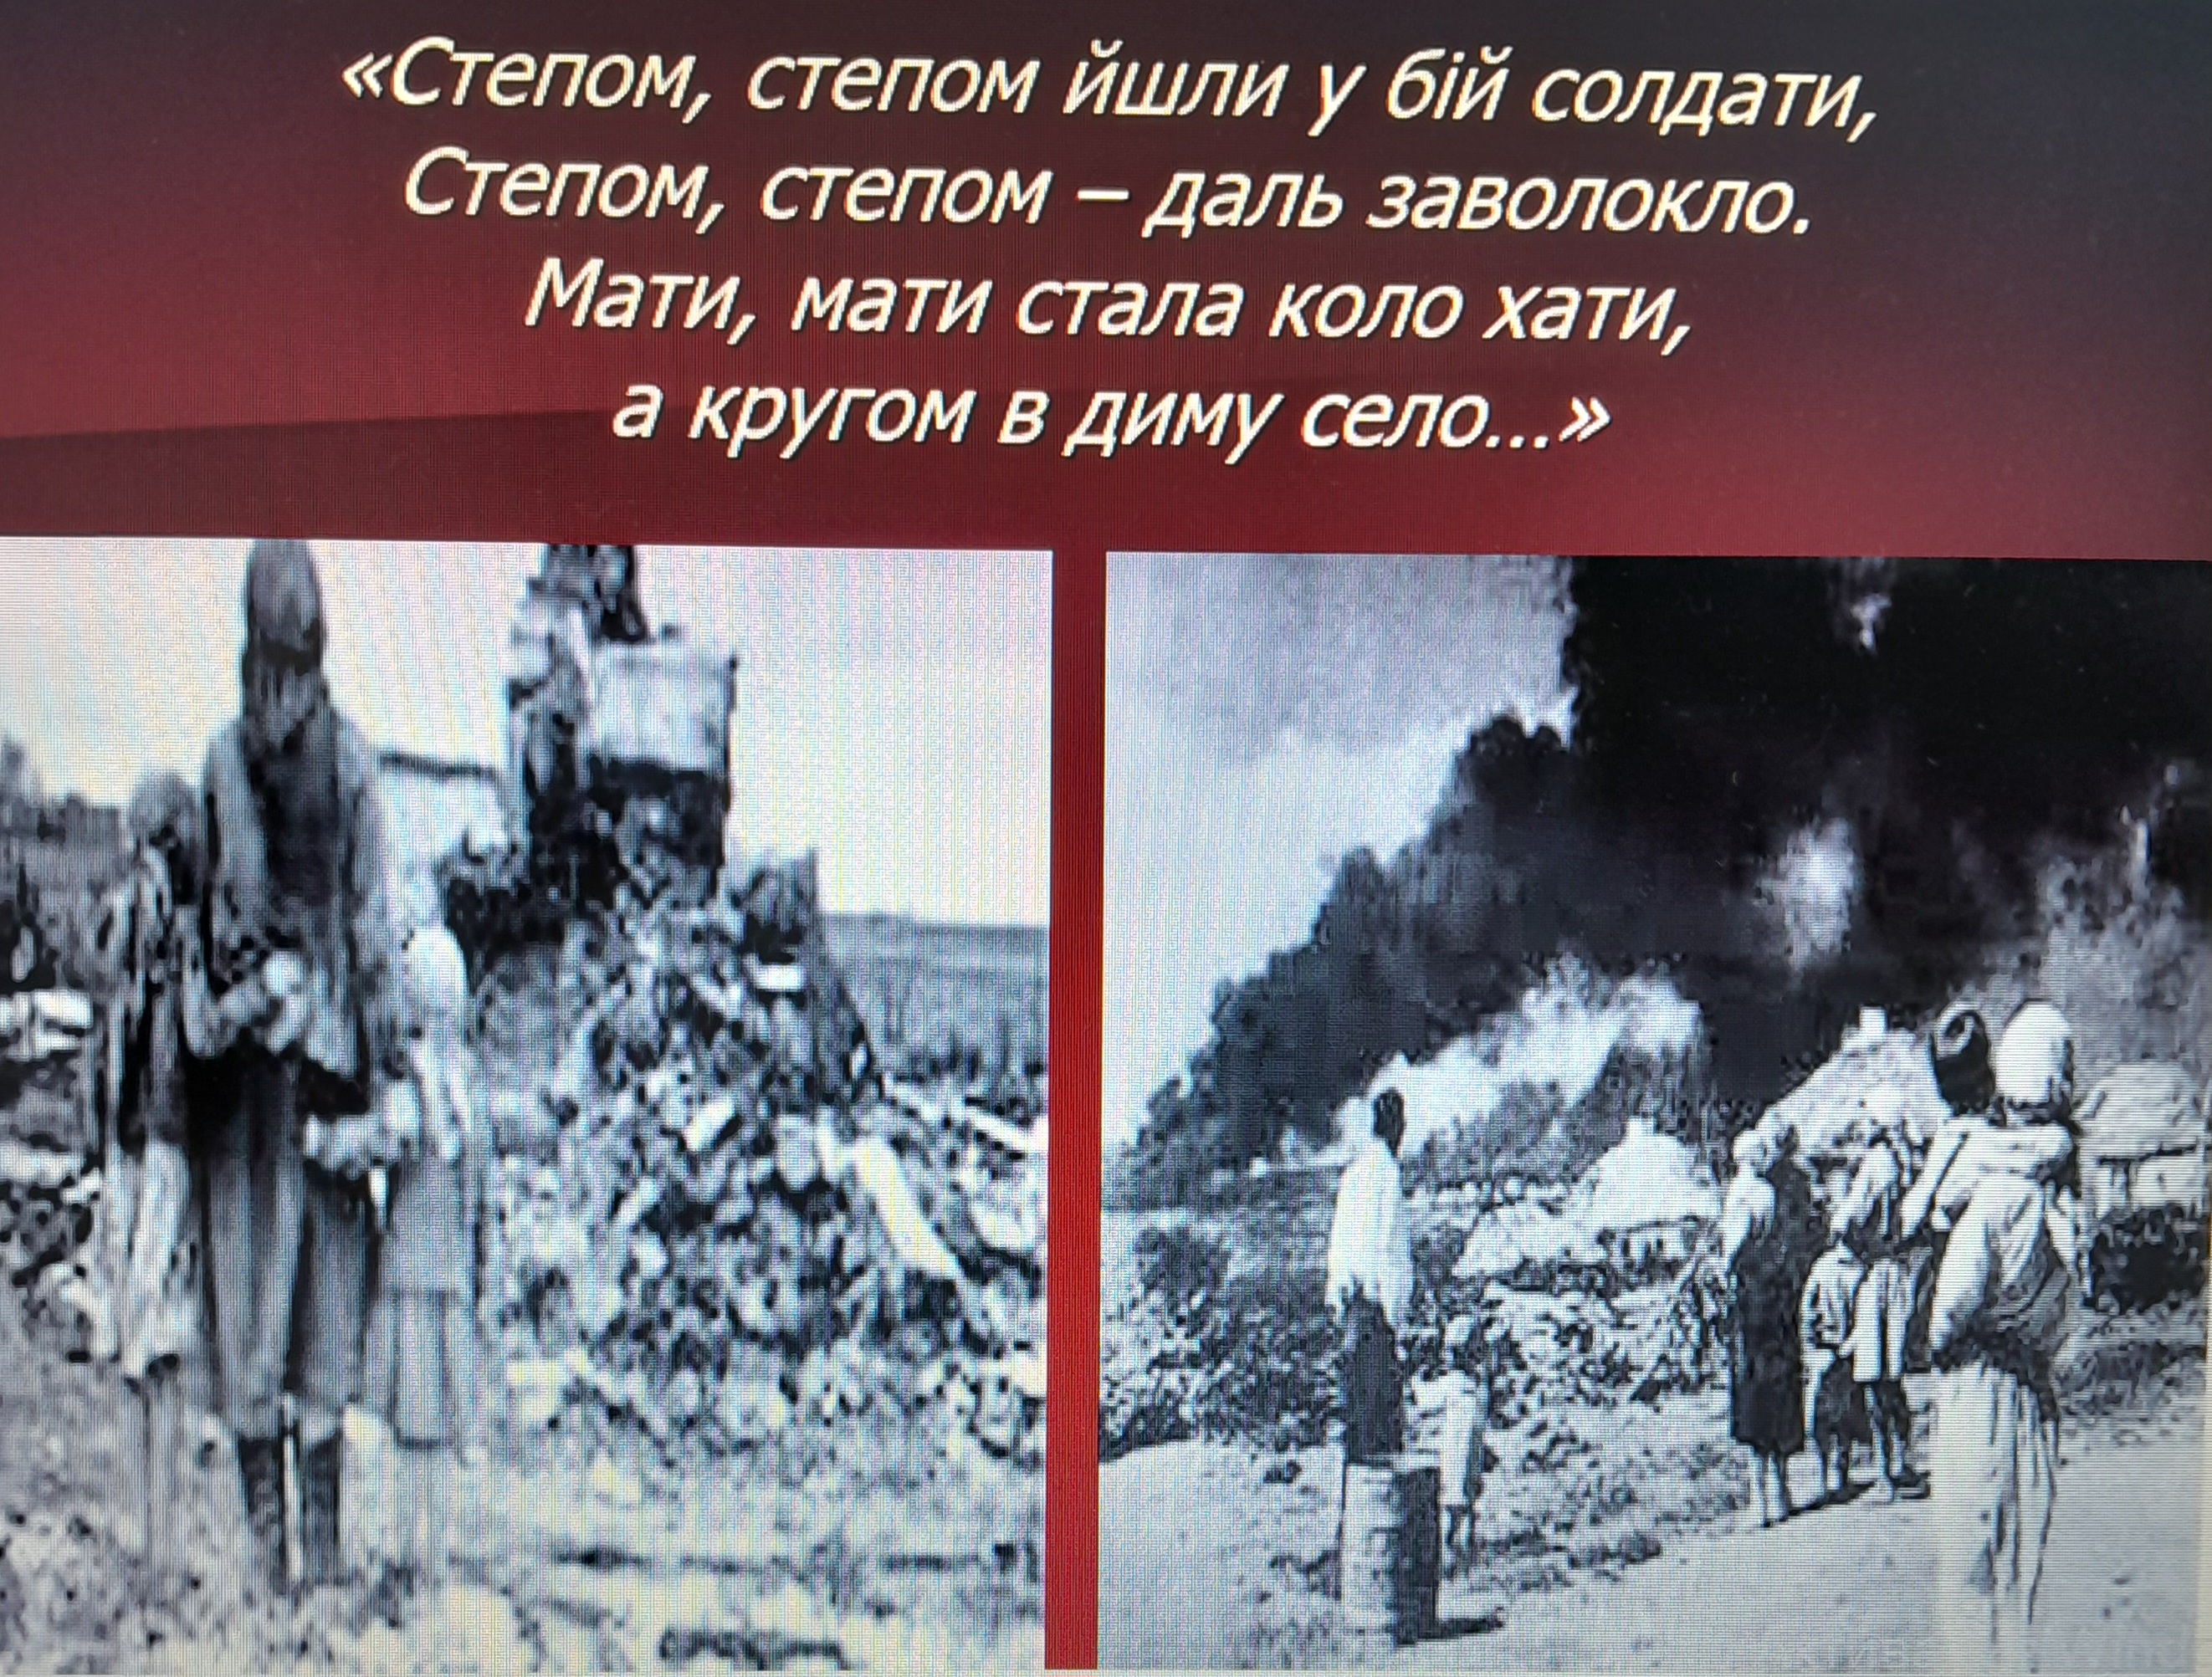 «Степом, степом йшли у бій солдати,
Степом, степом – даль заволокло.
Мати, мати стала коло хати,
а кругом в диму село...»